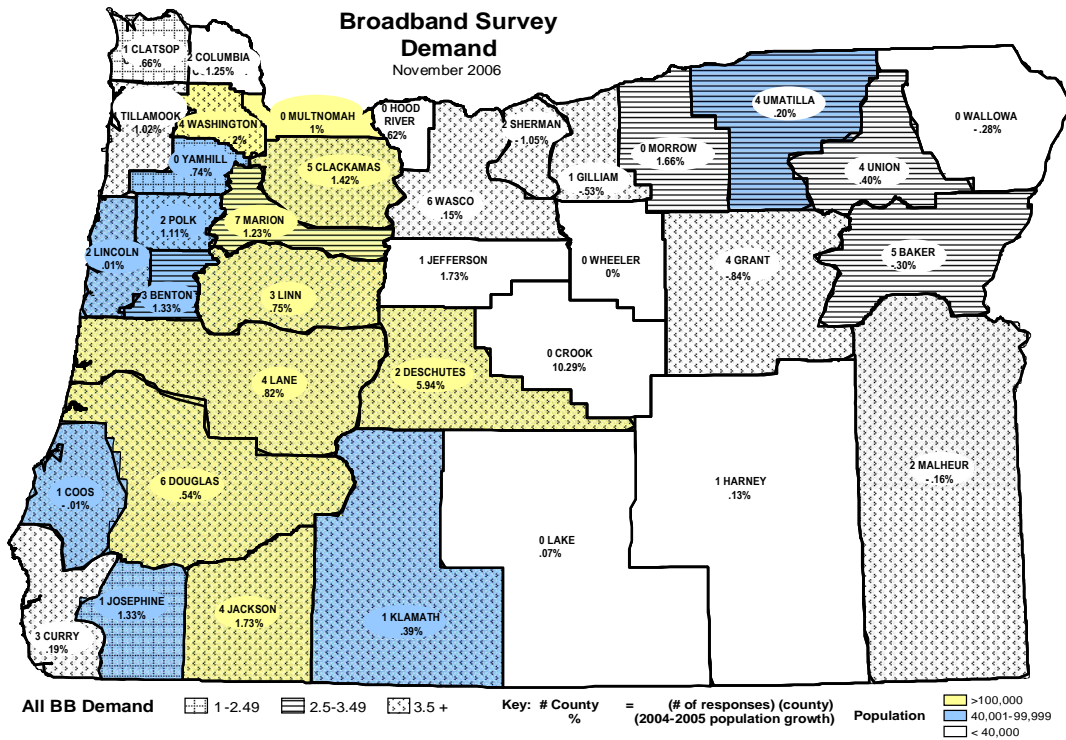 Broadband Survey
Demand
November 2006
1 CLATSOP
.66%
2 COLUMBIA
1.25%
TILLAMOOK
1.02%
4 WASHINGTON
2%
0 MULTNOMAH
1%
0 HOOD
RIVER
.62%
2 SHERMAN
1.05%
1 GILLIAM
-.53%
0 MORROW
1.66%
4 UMATILLA
.20%
0 WALLOWA
-.28%
4 UNION
.40%
0 YAMHILL
.74%
5 CLACKAMAS
1.42%
6 WASCO
.15%
2 POLK
1.11%
7 MARION
1.23%
2 LINCOLN
.01%
3 BENTON
1.33%
3 LINN
.75%
1 JEFFERSON
1.73%
0 WHEELER
0%
4 GRANT
-.84%
5 BAKER
-.30%
4 LANE
.82%
2 DESCHUTES
5.94%
0 CROOK
10.29%
6 DOUGLAS
.54%
1 COOS
-.01%
0 LAKE
.07%
1 HARNEY
.13%
2 MALHEUR
-.16%
3 CURRY
.19%
1 JOSEPHINE
1.33%
4 JACKSON
1.73%
1 KLAMATH
.39%
All BB Demand
1 -2.49
2.5-3.49
3.5 +
Key: # County = (# of responses) (county)
% (2004-2005 population growth)
Population
>100,000
40,001-99,999
< 40,000